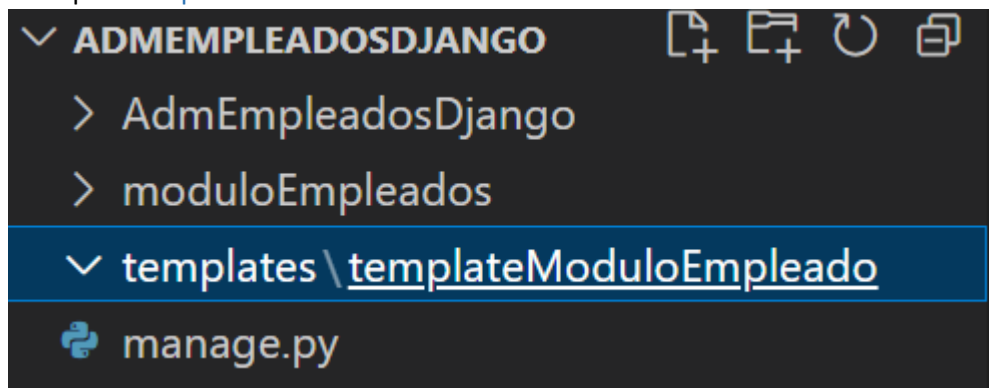 ADMEMPLEADOSDJANGO
AdmEmpleadosDjango
moduloEmpleados
templates \ templateModuloEmpleado
manage.py